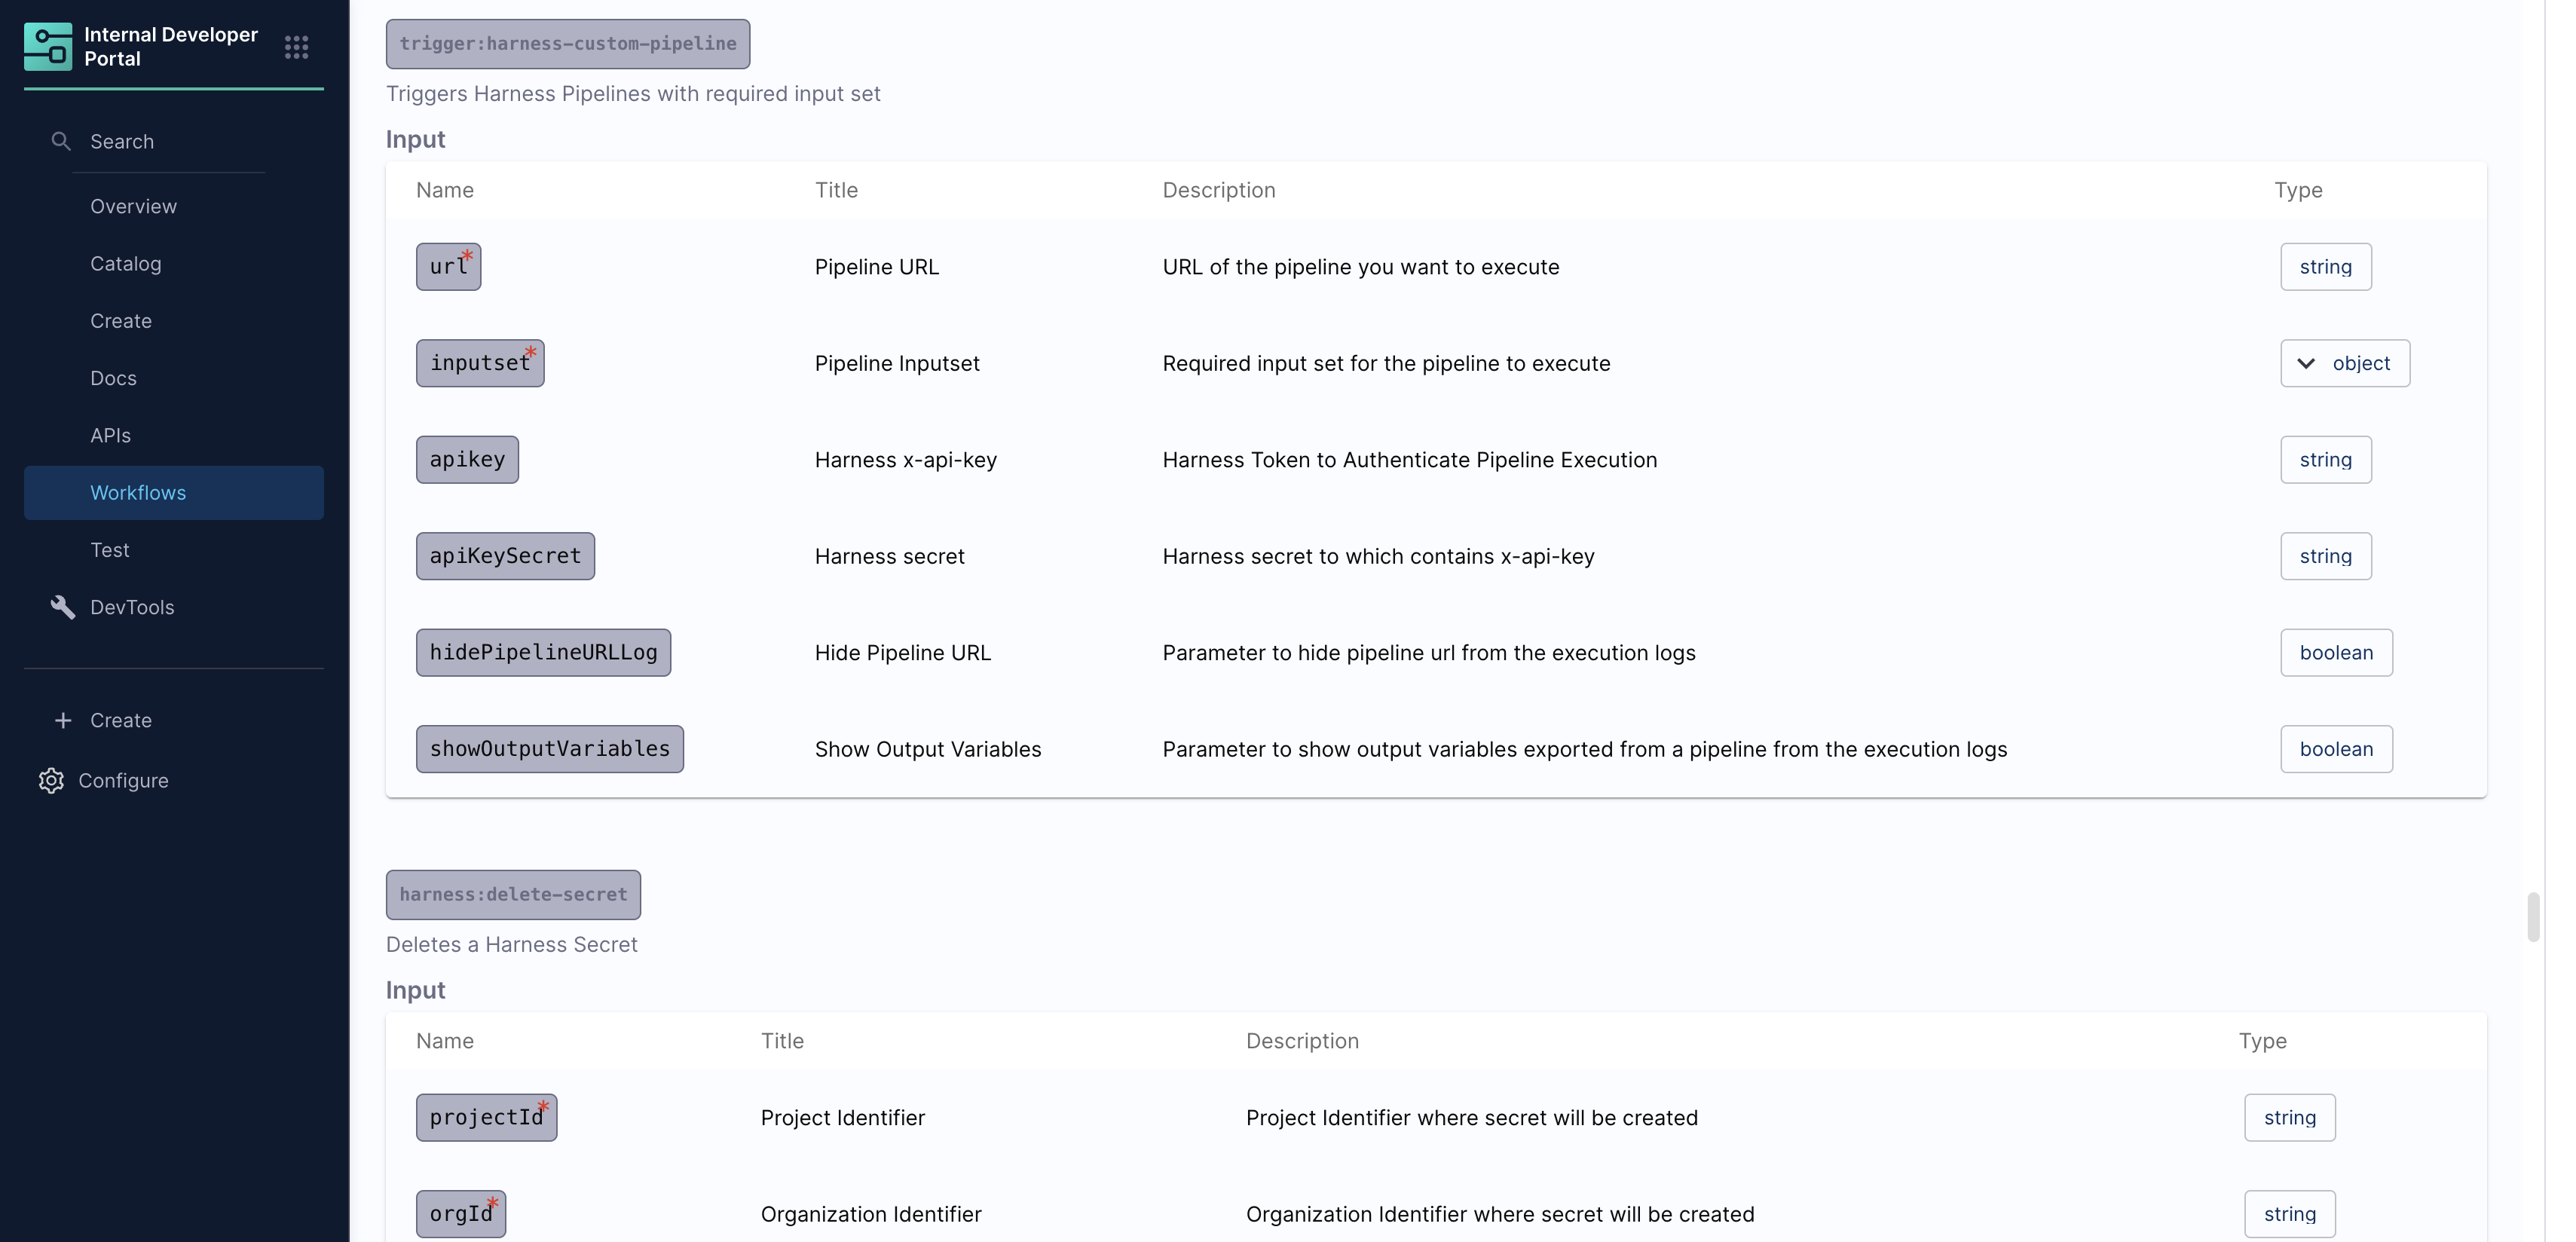 Internal Developer
Portal
Search
Overview
Catalog
Create
Docs
APIs
Workflows
Test
DevTools
Create
Configure
trigger:harness-custom-pipeline
Triggers Harness Pipelines with required input set
Input
Name Title Description Type
url* Pipeline URL URL of the pipeline you want to execute string
inputset* Pipeline Inputset Required input set for the pipeline to execute object
apikey Harness x-api-key Harness Token to Authenticate Pipeline Execution string
apiKeySecret Harness secret Harness secret to which contains x-api-key string
hidePipelineURLLog Hide Pipeline URL Parameter to hide pipeline url from the execution logs boolean
showOutputVariables Show Output Variables Parameter to show output variables exported from a pipeline from the execution logs boolean
harness:delete-secret
Deletes a Harness Secret
Input
Name Title Description Type
projectId* Project Identifier Project Identifier where secret will be created string
orgId* Organization Identifier Organization Identifier where secret will be created string